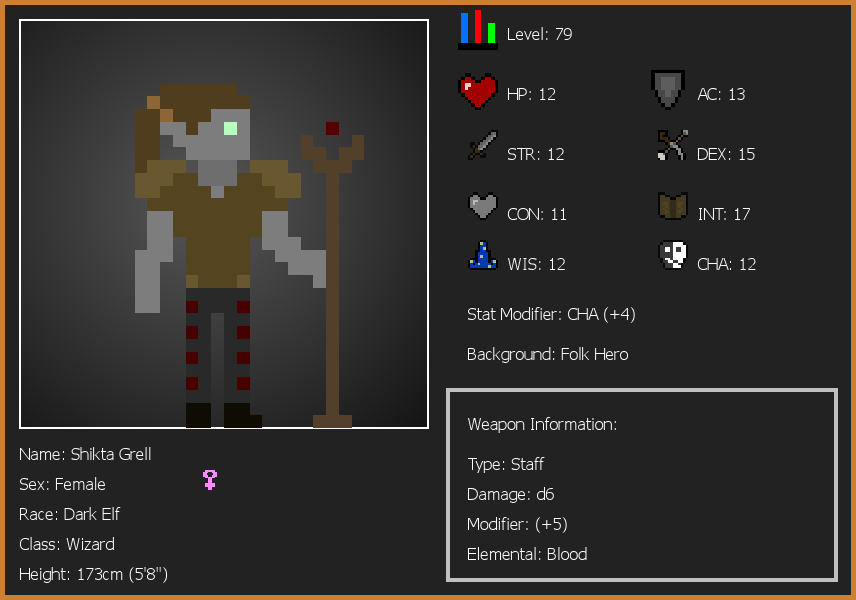 Level: 79
HP: 12
AC: 13
STR: 12
DEX: 15
CON: 11
INT: 17
WIS: 12
CHA: 12
Stat Modifier: CHA (+4)
Background: Folk Hero
Weapon Information:
Type: Staff
Damage: d6
Modifier: (+5)
Elemental: Blood
Name: Shikta Grell
Sex: Female
Race: Dark Elf
Class: Wizard
Height: 173cm (5'8")